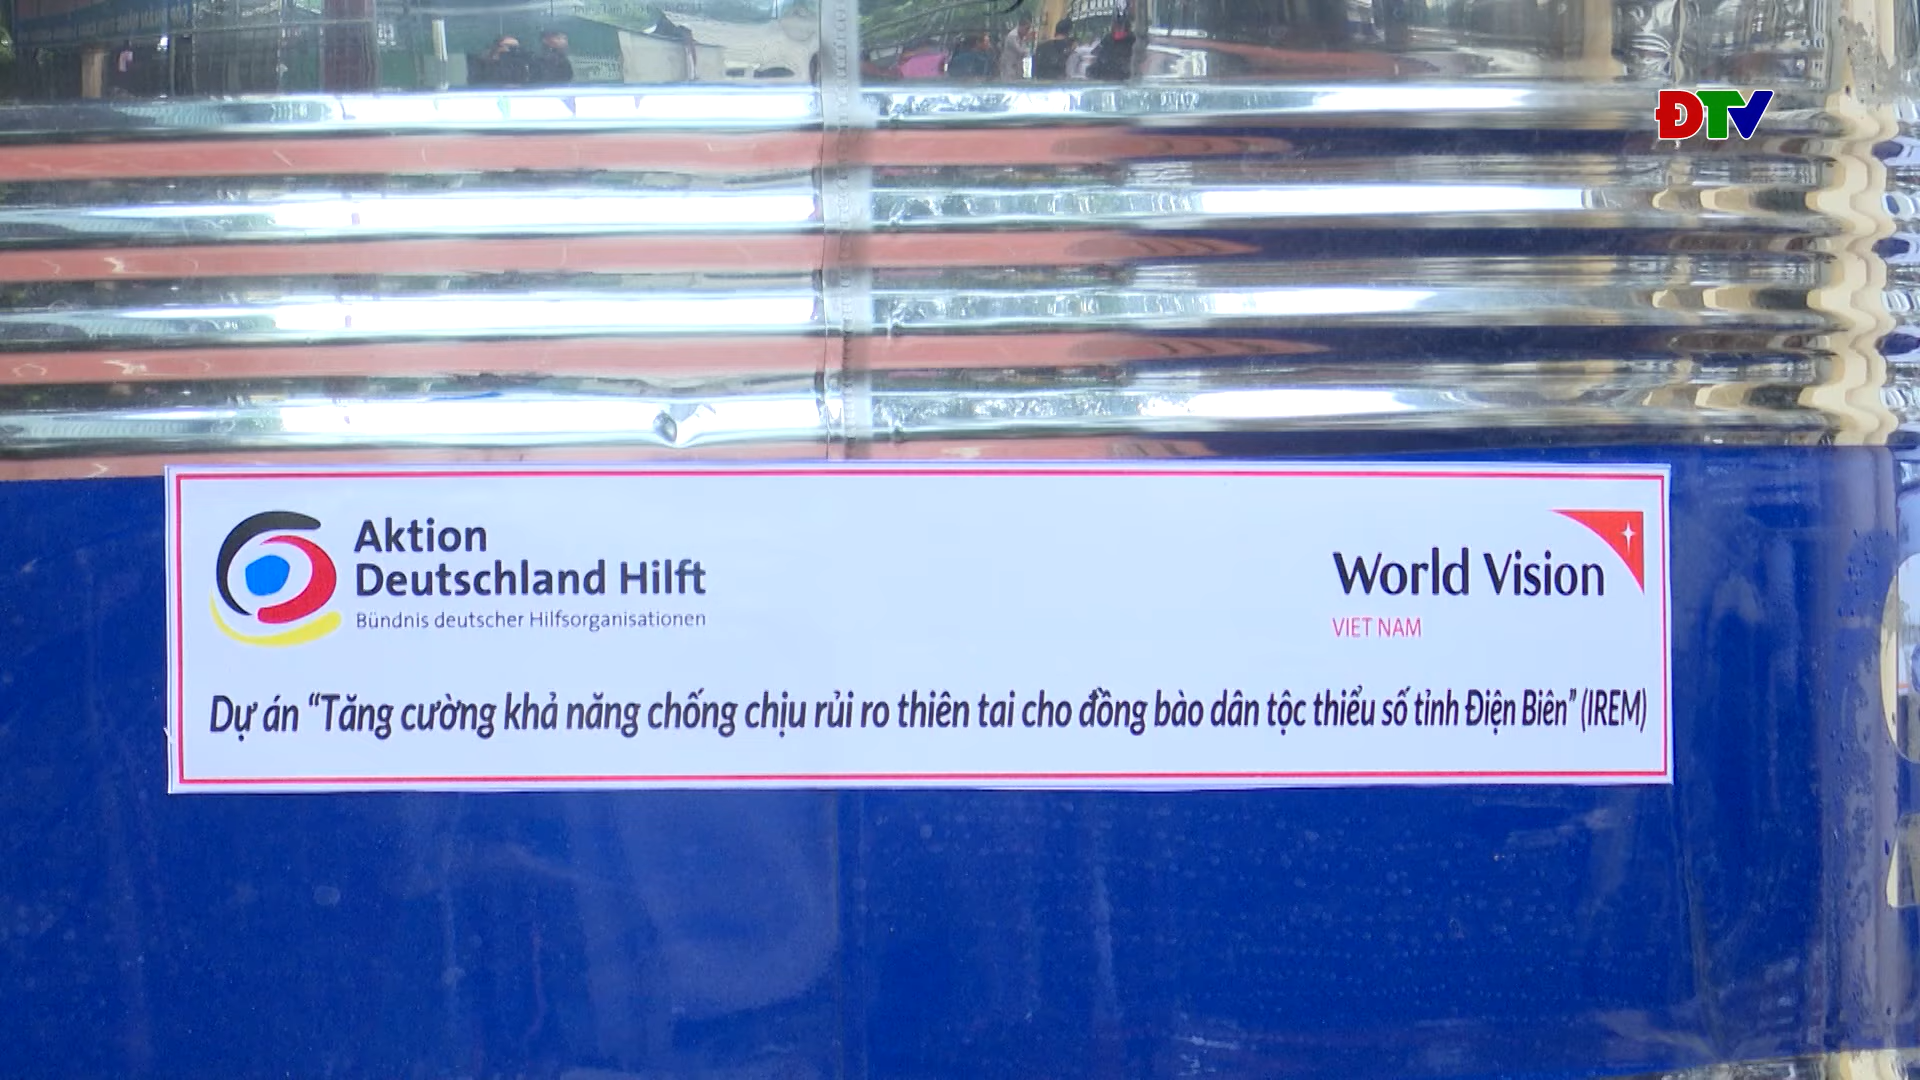 ĐTV
Aktion
Deutschland Hilft
Bündnis deutscher Hilfsorganisationen
World Vision
VIET NAM
Dự án “Tăng cường khả năng chống chịu rủi ro thiên tai cho đồng bào dân tộc thiểu số tỉnh Điện Biên” (IREM)